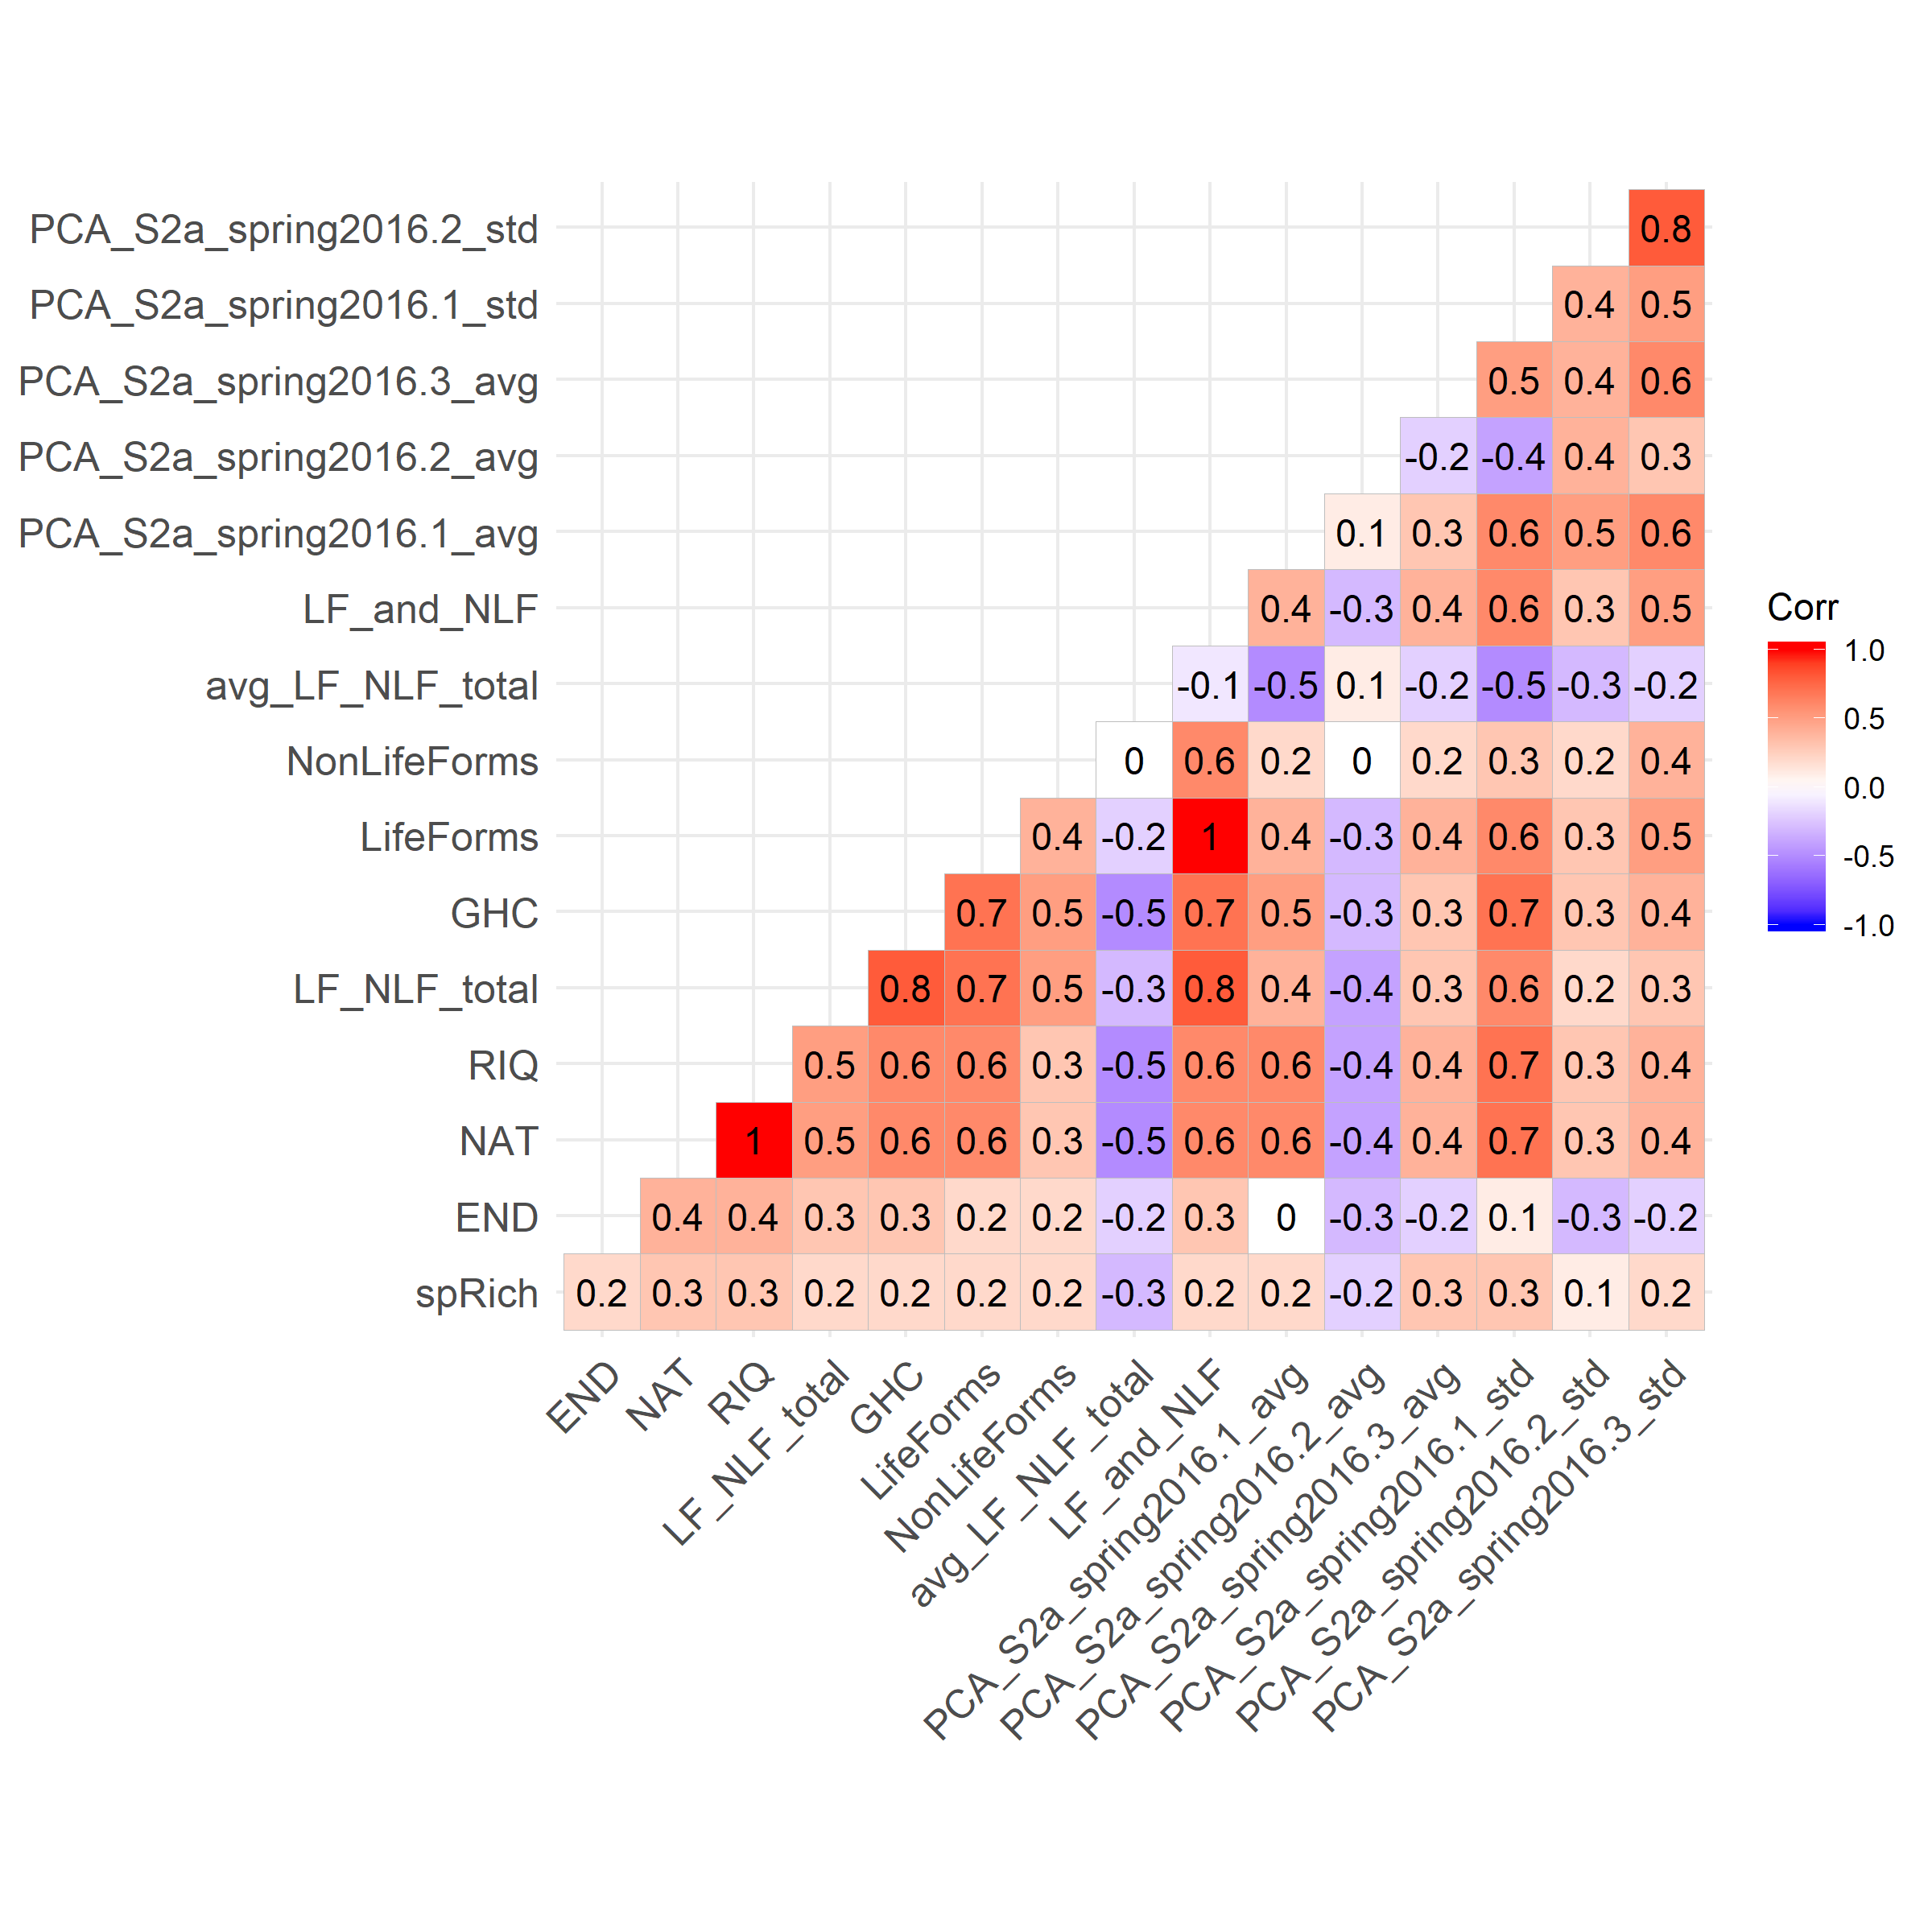 PCA_S2a_spring2016.2_std 0.8
PCA_S2a_spring2016.1_std 0.4 0.5
PCA_S2a_spring2016.3_avg 0.5 0.4 0.6
PCA_S2a_spring2016.2_avg -0.2 -0.4 0.4 0.3
PCA_S2a_spring2016.1_avg 0.1 0.3 0.6 0.5 0.6
LF_and_NLF 0.4 -0.3 0.4 0.6 0.3 0.5
avg_LF_NLF_total -0.1 -0.5 0.1 -0.2 -0.5 -0.3 -0.2
NonLifeForms 0 0.6 0.2 0 0.2 0.3 0.2 0.4
LifeForms 0.4 -0.2 1 0.4 -0.3 0.4 0.6 0.3 0.5
GHC 0.7 0.5 -0.5 0.7 0.5 -0.3 0.3 0.7 0.3 0.4
LF_NLF_total 0.8 0.7 0.5 -0.3 0.8 0.4 -0.4 0.3 0.6 0.2 0.3
RIQ 0.5 0.6 0.6 0.3 -0.5 0.6 0.6 -0.4 0.4 0.7 0.3 0.4
NAT 1 0.5 0.6 0.6 0.3 -0.5 0.6 0.6 -0.4 0.4 0.7 0.3 0.4
END 0.4 0.4 0.3 0.3 0.2 0.2 -0.2 0.3 0 -0.3 -0.2 0.1 -0.3 -0.2
spRich 0.2 0.3 0.3 0.2 0.2 0.2 0.2 -0.3 0.2 0.2 -0.2 0.3 0.3 0.1 0.2
END
NAT
RIQ
LF_NLF_total
GHC
LifeForms
NonLifeForms
avg_LF_NLF_total
LF_and_NLF
PCA_S2a_spring2016.1_avg
PCA_S2a_spring2016.2_avg
PCA_S2a_spring2016.3_avg
PCA_S2a_spring2016.1_std
PCA_S2a_spring2016.2_std
PCA_S2a_spring2016.3_std
Corr
1.0
0.5
0.0
-0.5
-1.0